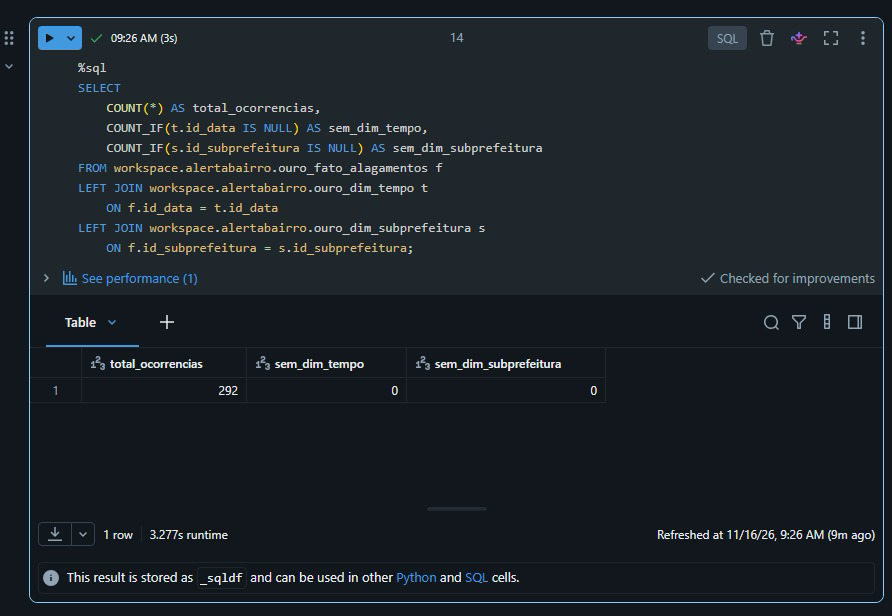 09:26 AM (3s)
14
SQL
%sql
SELECT
COUNT(*) AS total_ocorrencias,
COUNT_IF(t.id_data IS NULL) AS sem_dim_tempo,
COUNT_IF(s.id_subprefeitura IS NULL) AS sem_dim_subprefeitura
FROM workspace.alertabairro.ouro_fato_alagamentos f
LEFT JOIN workspace.alertabairro.ouro_dim_tempo t
ON f.id_data = t.id_data
LEFT JOIN workspace.alertabairro.ouro_dim_subprefeitura s
ON f.id_subprefeitura = s.id_subprefeitura;
See performance (1)
Checked for improvements
Table
total_ocorrencias sem_dim_tempo sem_dim_subprefeitura
1 292 0 0
1 row 3.277s runtime
Refreshed at 11/16/26, 9:26 AM (9m ago)
This result is stored as _sqldf and can be used in other Python and SQL cells.